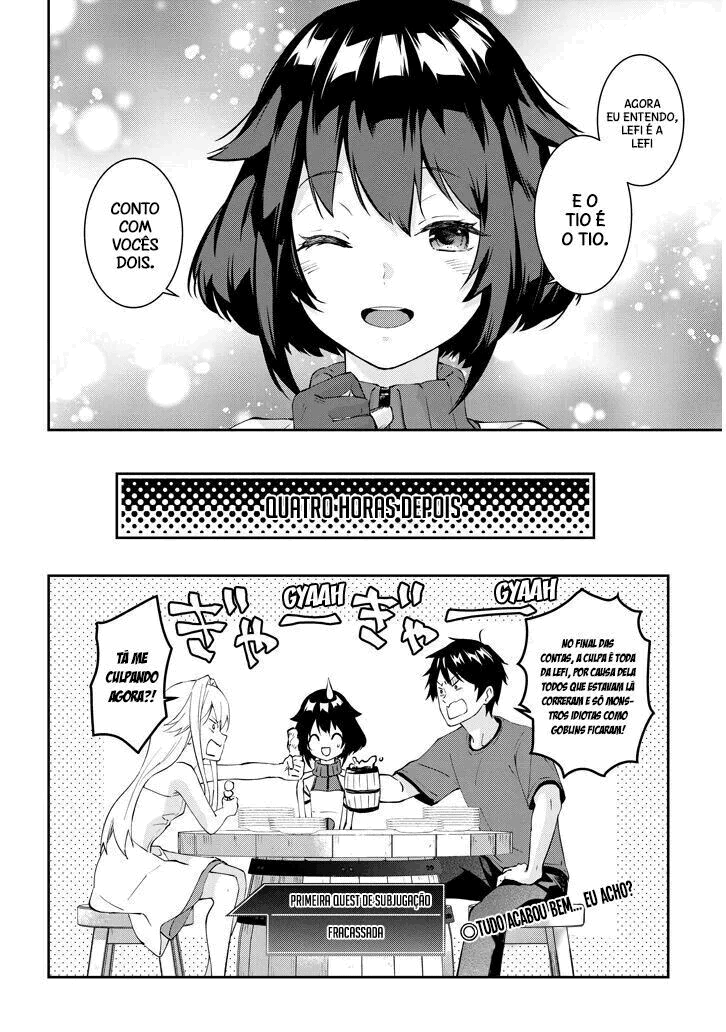 AGORA
EU ENTENDO,
LEFI É A
LEFI
E O
TIO É
O TIO.
CONTO
COM
VOCÊS
DOIS.
QUATRO HORAS DEPOIS
GYAAH
ぎゃー
GYAAH
ぎゃー
NO FINAL DAS
CONTAS, A CULPA É TODA
DA LEFI, POR CAUSA DELA
TODOS QUE ESTAVAM LÁ
CORRERAM E SÓ MONS-
TROS IDIOTAS COMO
GOBLINS FICARAM!
TÁ ME
CULPANDO
AGORA?!
PRIMEIRA QUEST DE SUBJUGAÇÃO
FRACASSADA
TUDO ACABOU BEM... EU ACHO?